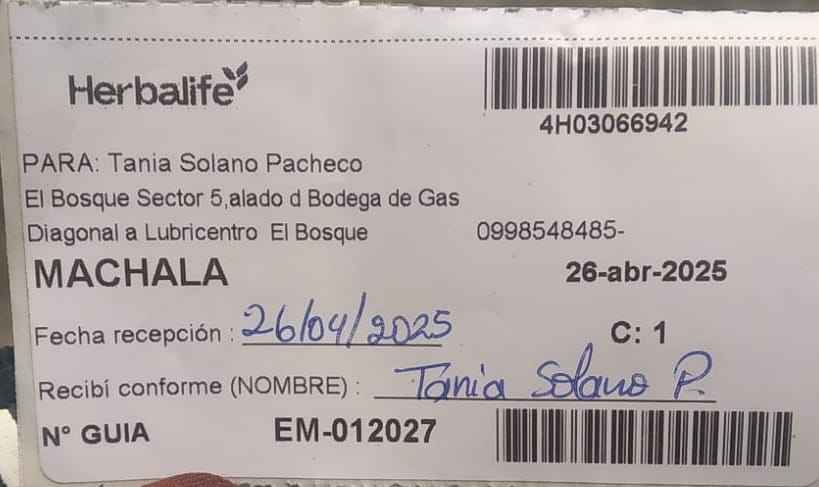 Herbalife
4H03066942
PARA: Tania Solano Pacheco
El Bosque Sector 5,alado d Bodega de Gas
Diagonal a Lubricentro El Bosque 0998548485-
MACHALA 26-abr-2025
Fecha recepción : 26/04/2025 C: 1
Recibí conforme (NOMBRE) : Tania Solano P.
N° GUIA EM-012027